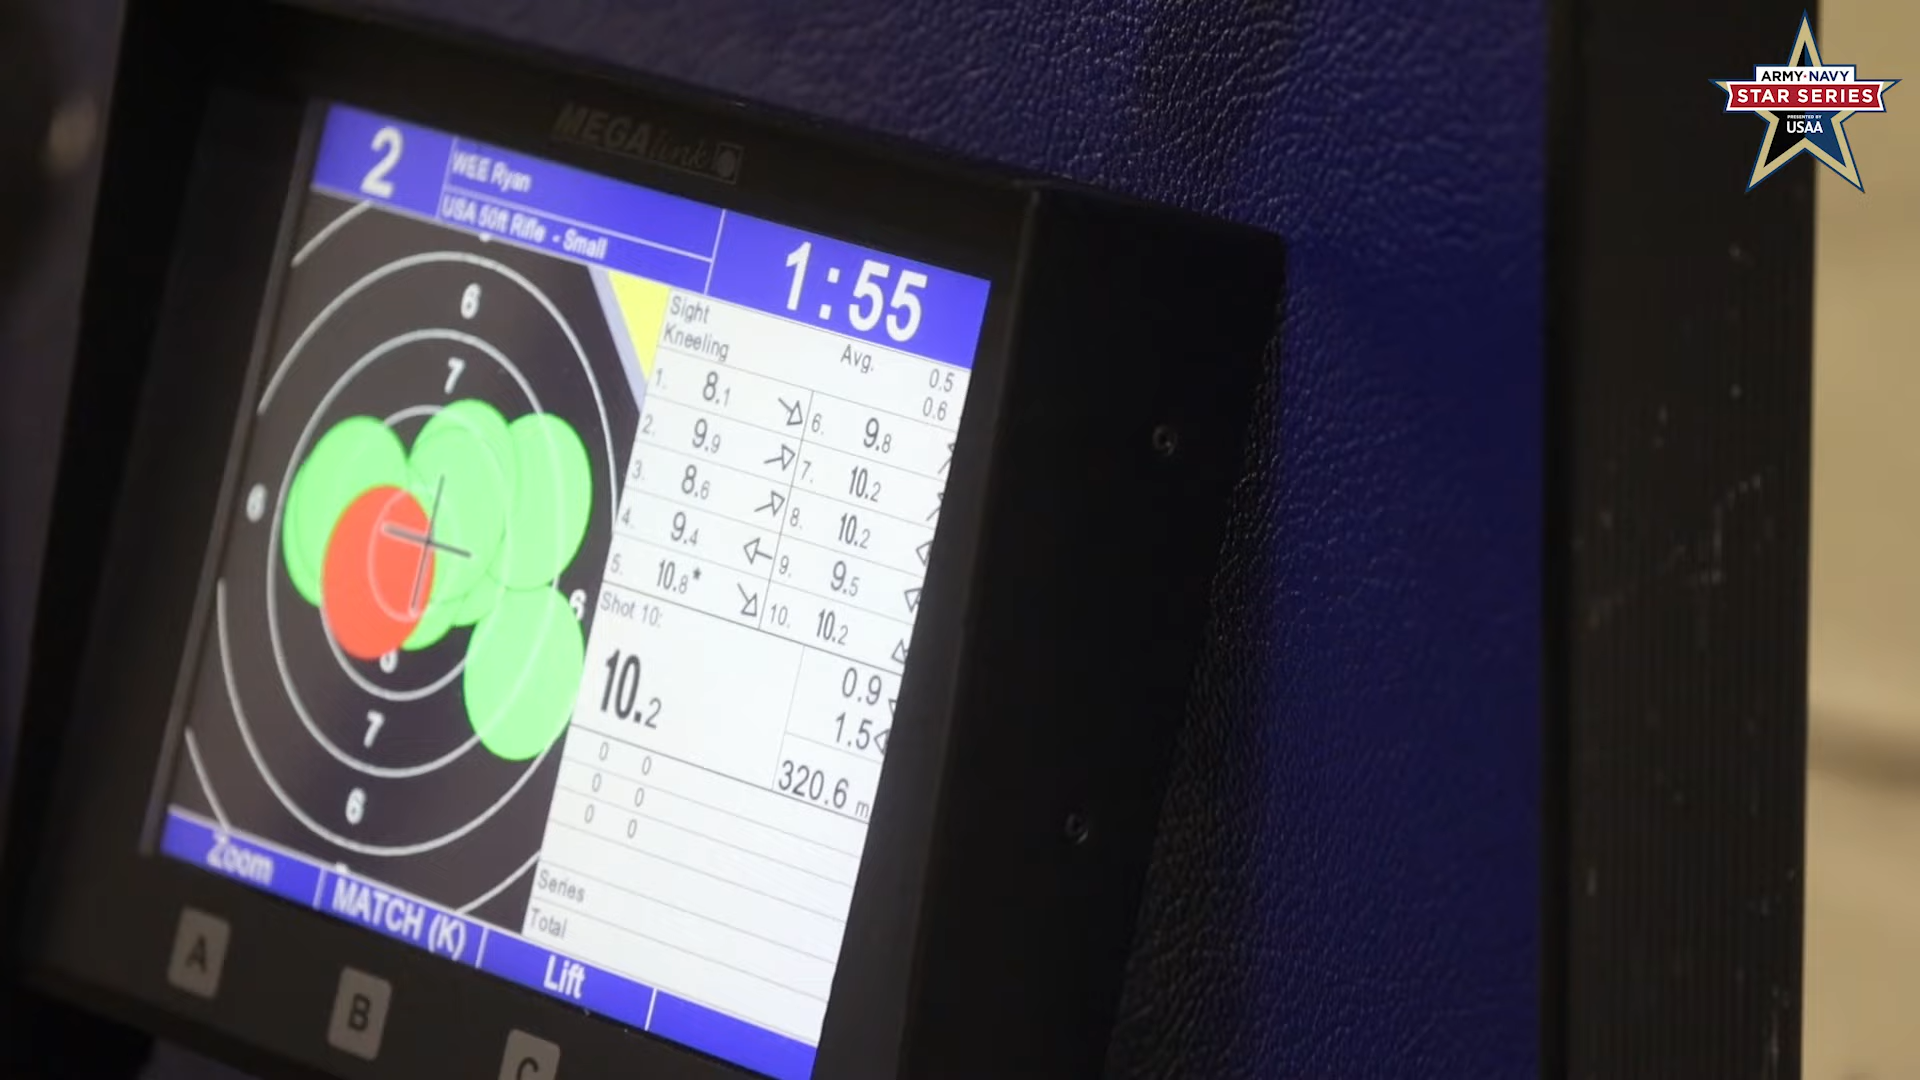 ARMY-NAVY
STAR SERIES
PRESENTED BY
USAA
MEGAlink
2
WEE Ryan
USA 50ft Rifle - Small
1:55
Sight
Kneeling
Avg.
0.5
0.6
1. 8.1
6. 9.8
2. 9.9
7. 10.2
3. 8.6
8. 10.2
4. 9.4
9. 9.5
5. 10.8*
10. 10.2
Shot 10:
10.2
0.9
1.5
320.6 m
0 0
0 0
0 0
Series
Total
6
7
6
6
8
7
6
Zoom
MATCH (K)
Lift
A
B
C